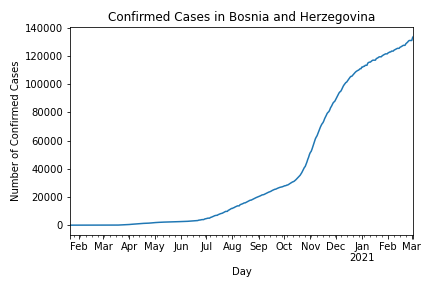 Confirmed Cases in Bosnia and Herzegovina
140000
120000
100000
80000
60000
40000
20000
0
Number of Confirmed Cases
Feb Mar Apr May Jun Jul Aug Sep Oct Nov Dec Jan Feb Mar
2021
Day